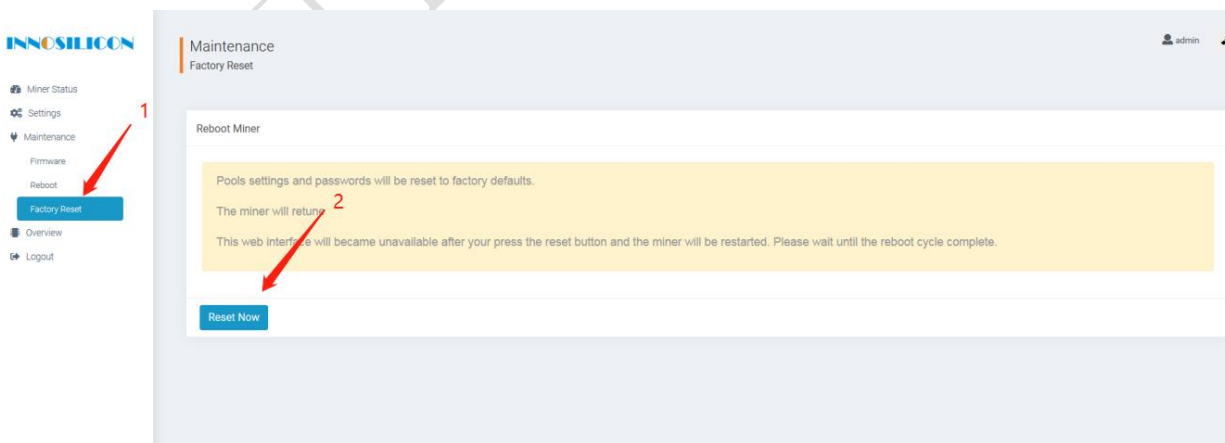 INNOSILICON
Miner Status
Settings
Maintenance
Firmware
Reboot
Factory Reset
Overview
Logout
1
Maintenance
Factory Reset
admin
Reboot Miner
Pools settings and passwords will be reset to factory defaults.
The miner will retune
2
This web interface will became unavailable after your press the reset button and the miner will be restarted. Please wait until the reboot cycle complete.
Reset Now